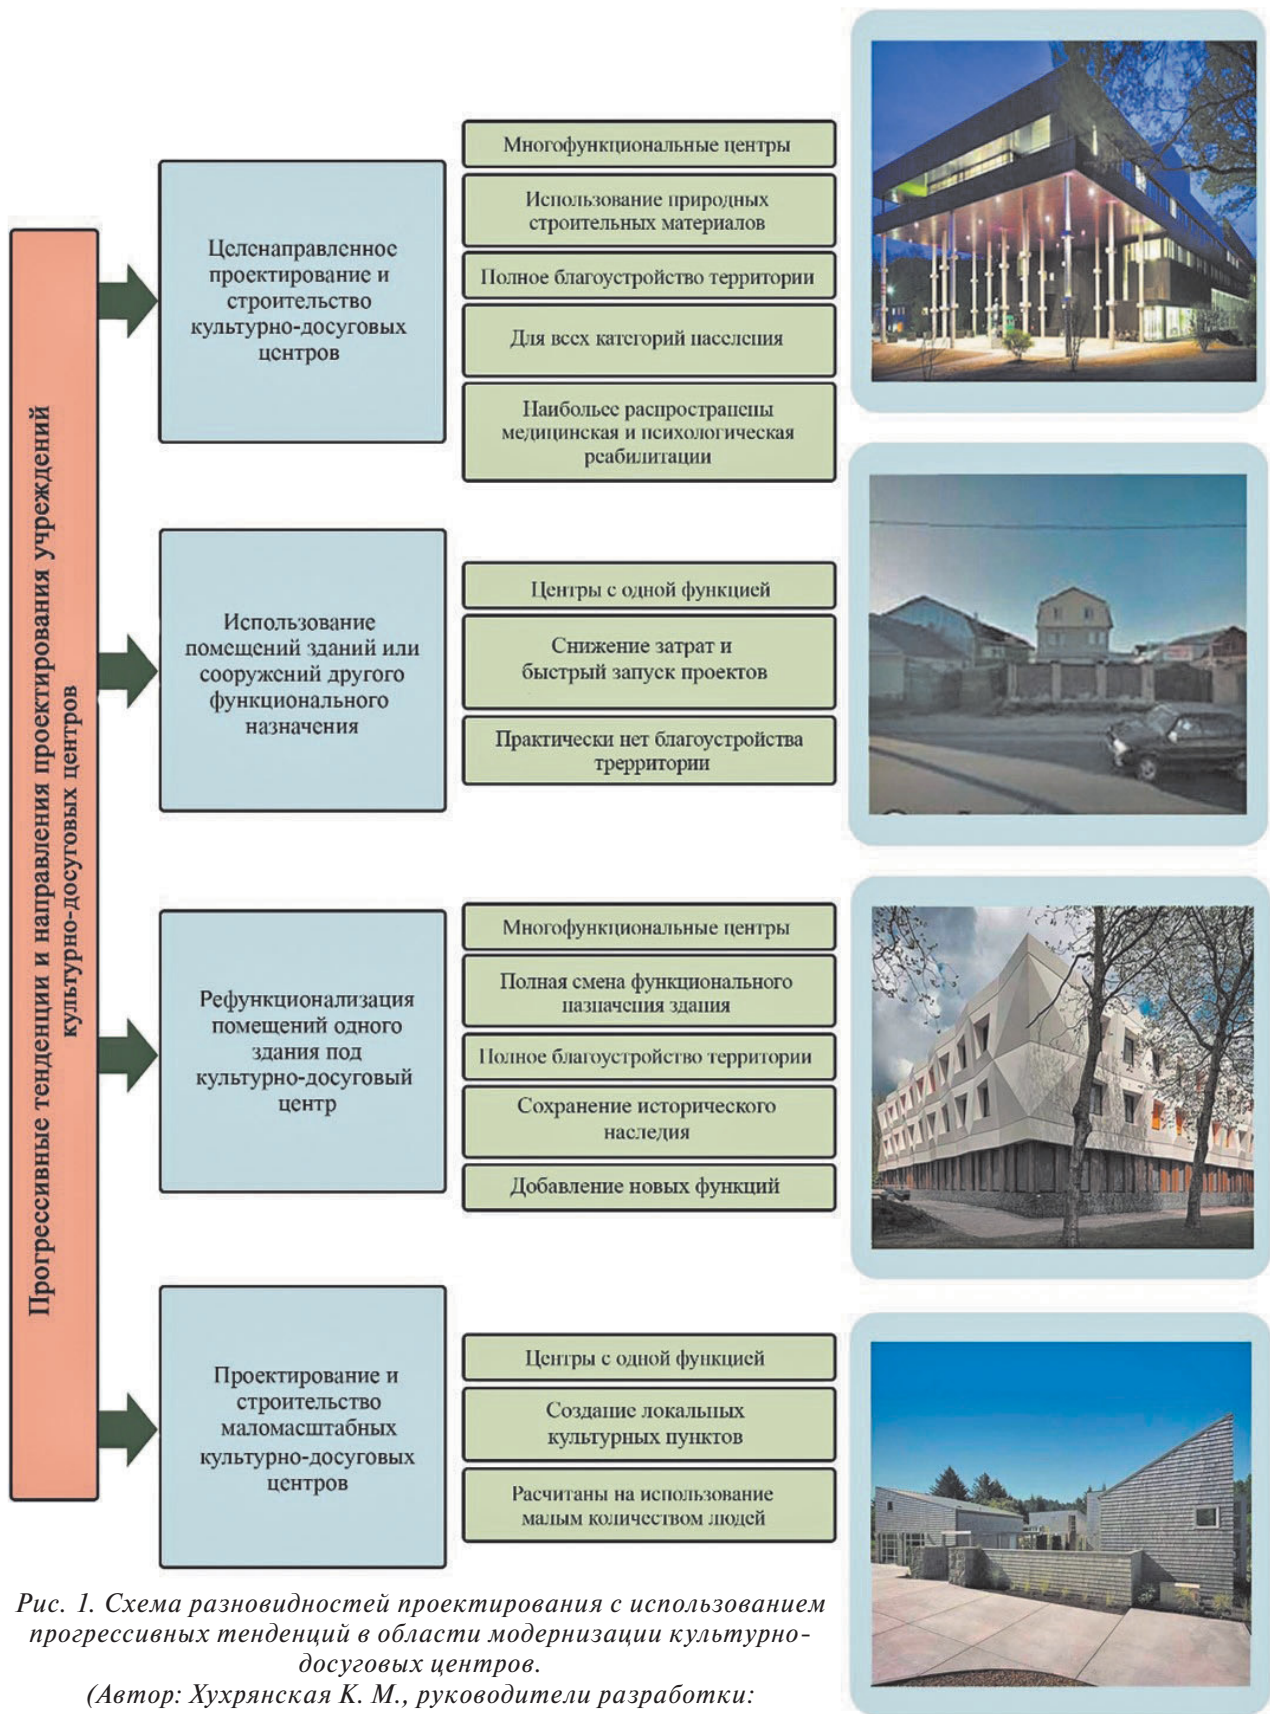 Прогрессивные тенденции и направления проектирования учреждений
культурно-досуговых центров
Целенаправленное
проектирование и
строительство
культурно-досуговых
центров
Многофункциональные центры
Использование природных
строительных материалов
Полное благоустройство территории
Для всех категорий населения
Наибольее распространены
медицинская и психологическая
реабилитации
Использование
помещений зданий или
сооружений другого
функционального
назначения
Центры с одной функцией
Снижение затрат и
быстрый запуск проектов
Практически нет благоустройства
трерритории
Рефункционализация
помещений одного
здания под
культурно-досуговый
центр
Многофункциональные центры
Полная смена функционального
назначения здания
Полное благоустройство территории
Сохранение исторического
наследия
Добавление новых функций
Проектирование и
строительство
маломасштабных
культурно-досуговых
центров
Центры с одной функцией
Создание локальных
культурных пунктов
Расчитаны на использование
малым количеством людей
Рис. 1. Схема разновидностей проектирования с использованием
прогрессивных тенденций в области модернизации культурно-
досуговых центров.
(Автор: Хухрянская К. М., руководители разработки: